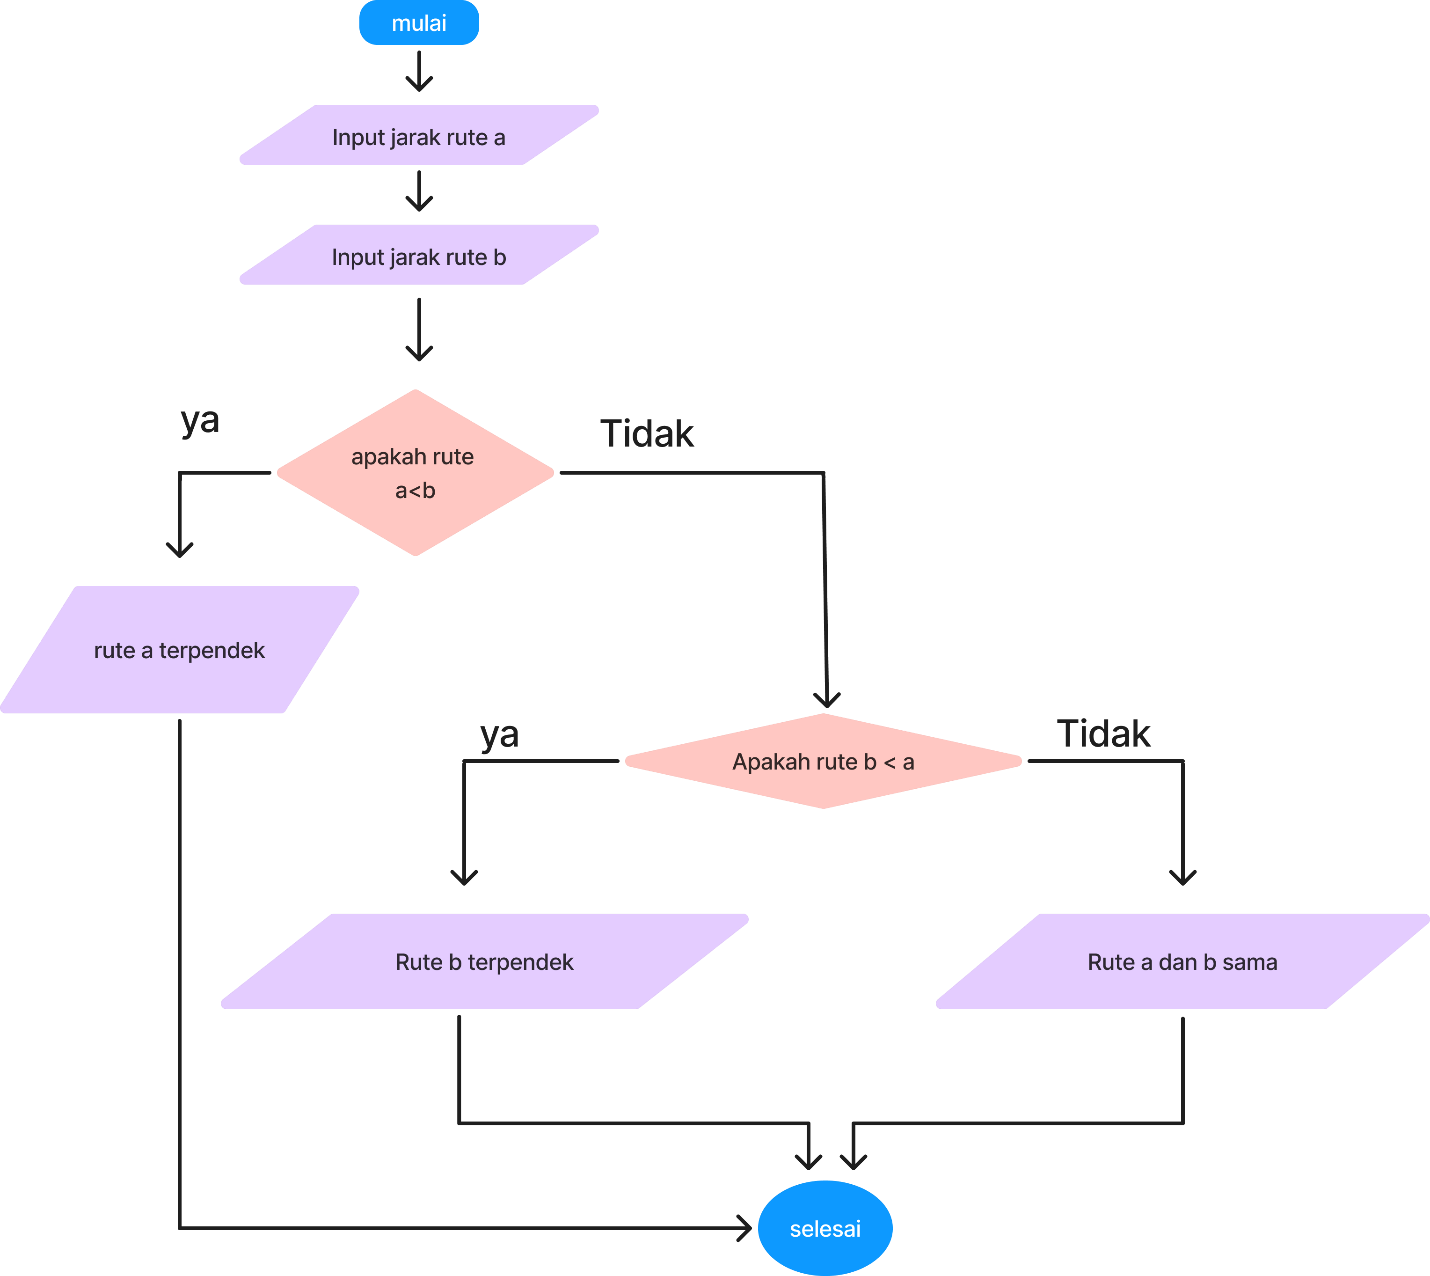 mulai
Input jarak rute a
Input jarak rute b
ya
Tidak
apakah rute
a<b
rute a terpendek
ya
Tidak
Apakah rute b < a
Rute b terpendek
Rute a dan b sama
selesai